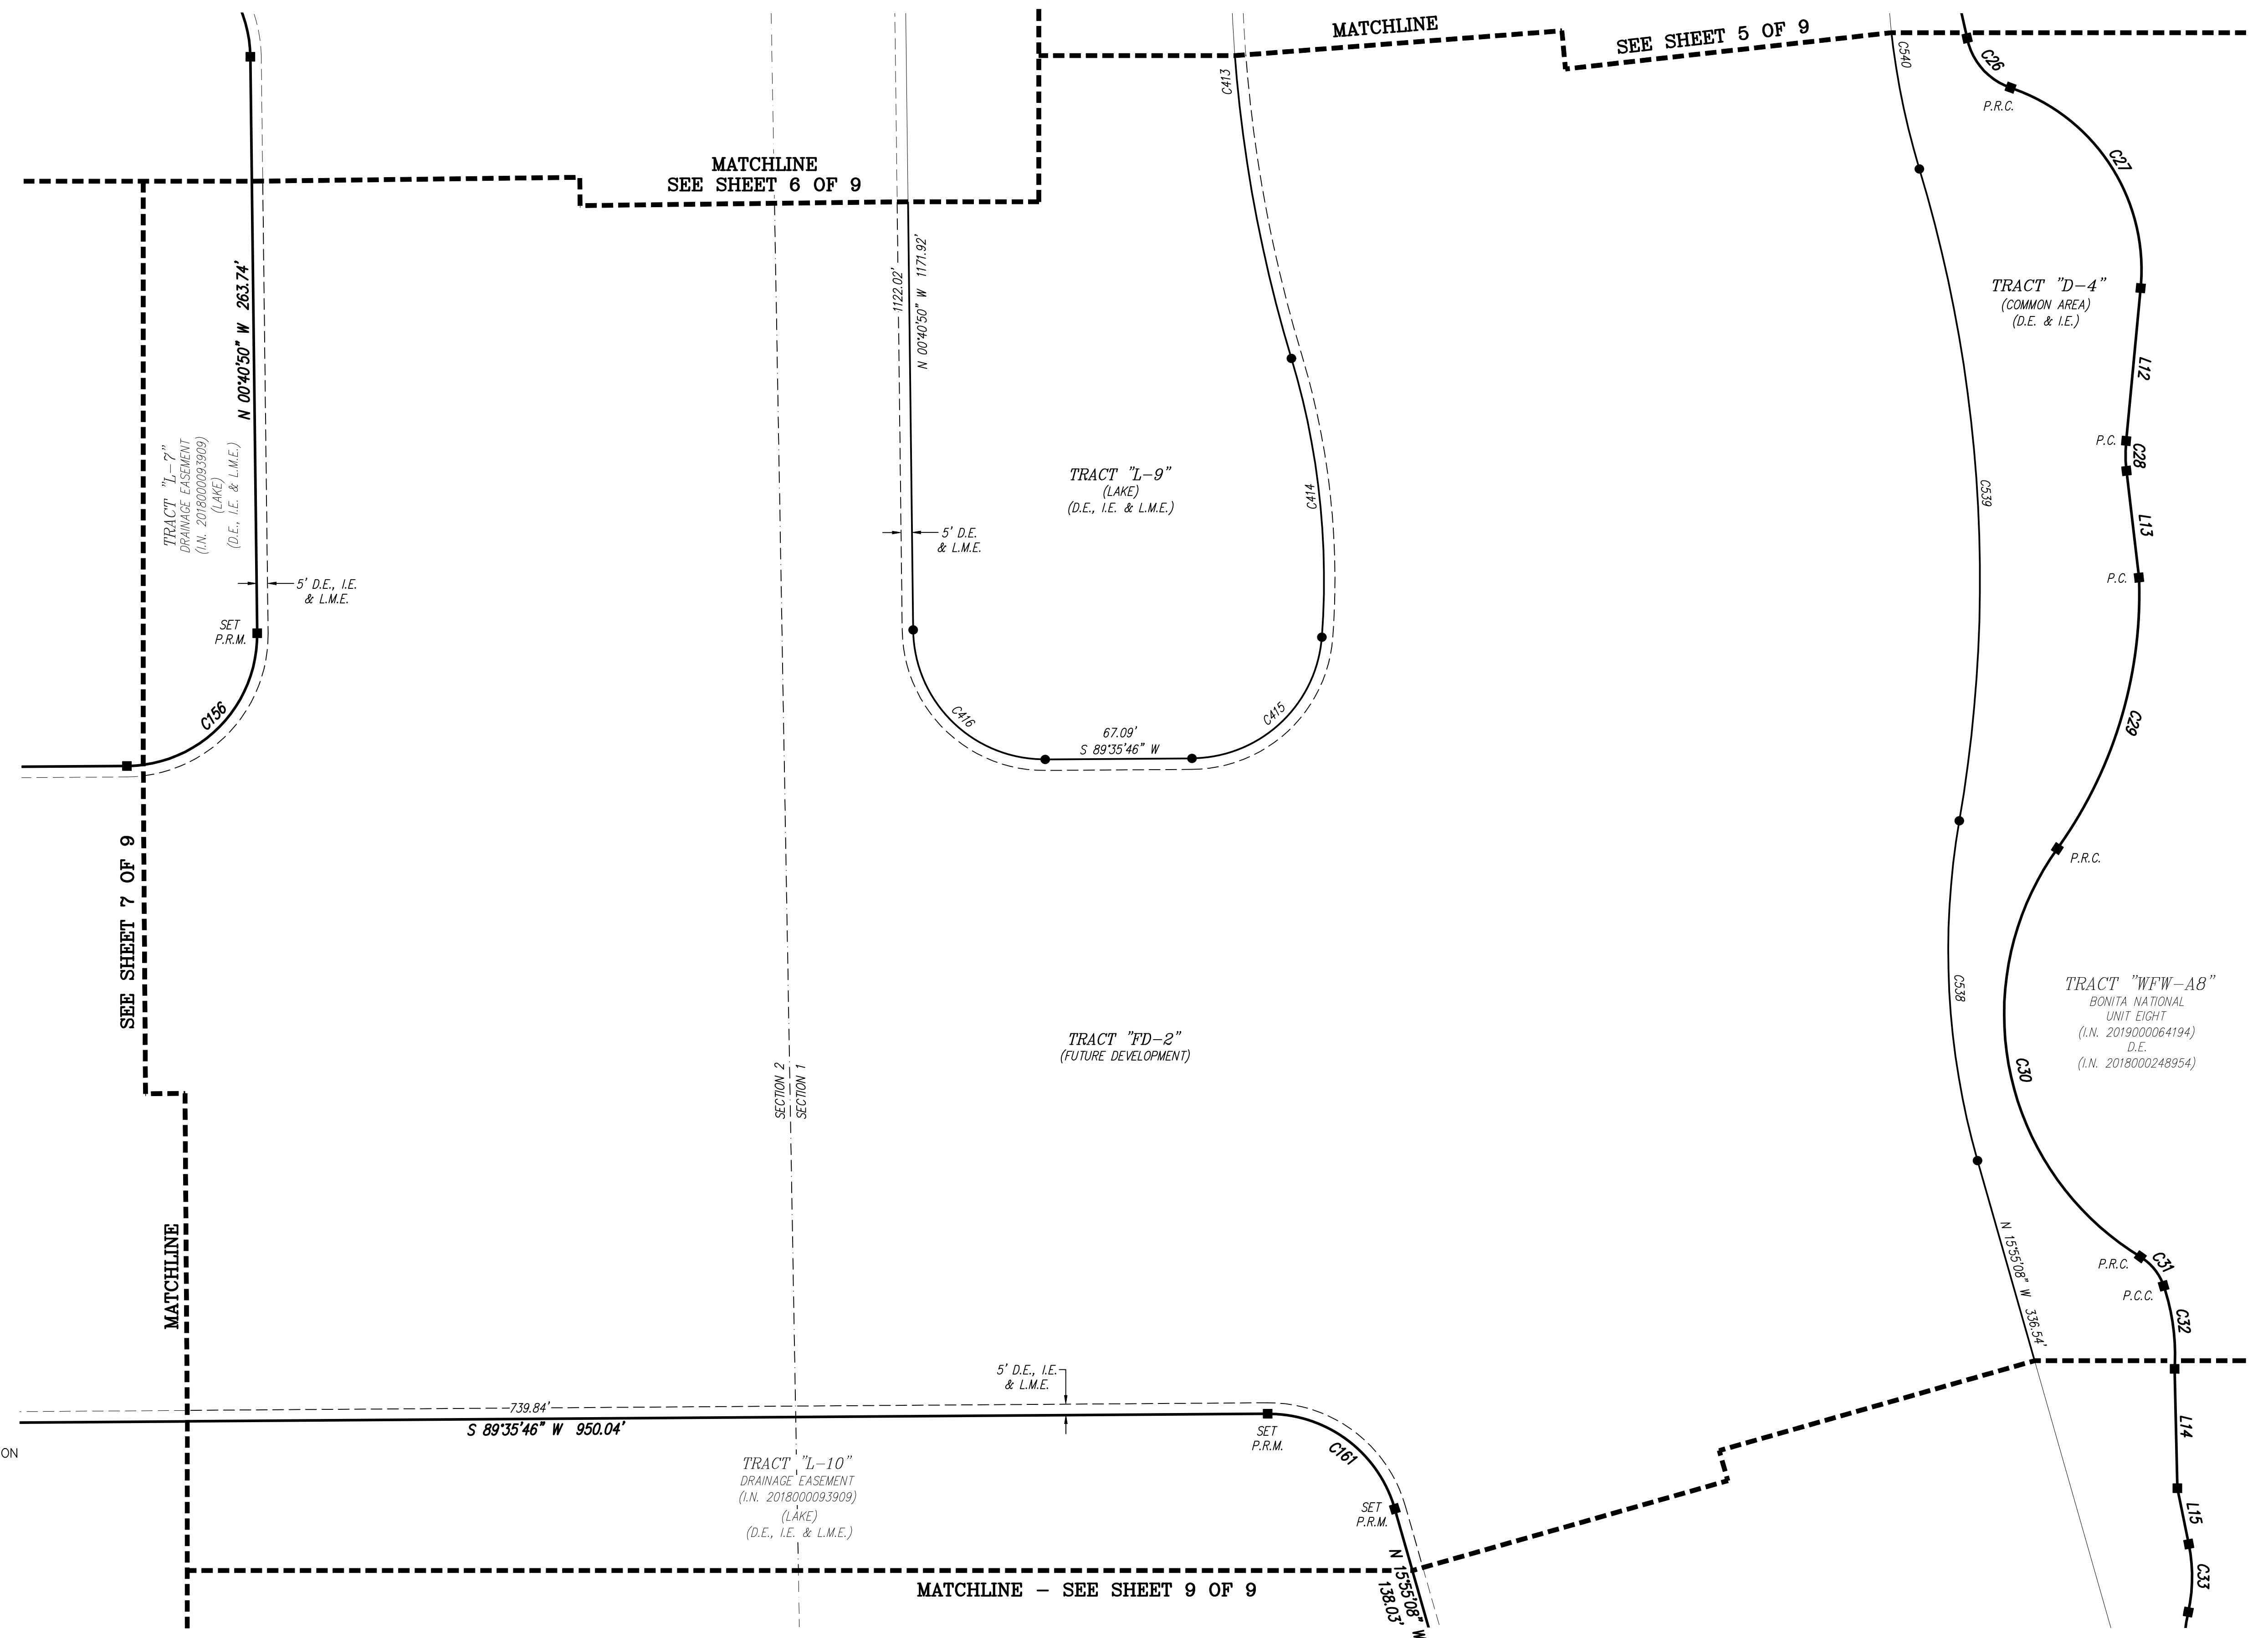 MATCHLINE
SEE SHEET 5 OF 9
C413
C540
C26
P.R.C.
C27
MATCHLINE
SEE SHEET 6 OF 9
N 00°40'50" W 263.74'
1122.02'
N 00°40'50" W 1171.92'
TRACT "D-4"
(COMMON AREA)
(D.E. & I.E.)
L12
P.C.
C28
TRACT "L-7"
DRAINAGE EASEMENT
(I.N. 2018000093909)
(LAKE)
(D.E., I.E. & L.M.E.)
TRACT "L-9"
(LAKE)
(D.E., I.E. & L.M.E.)
C414
C539
L13
5' D.E.
& L.M.E.
P.C.
5' D.E., I.E.
& L.M.E.
SET
P.R.M.
C156
C416
C415
67.09'
S 89°35'46" W
C29
P.R.C.
SEE SHEET 7 OF 9
C538
TRACT "WFW-A8"
BONITA NATIONAL
UNIT EIGHT
(I.N. 2019000064194)
D.E.
(I.N. 2018000248954)
TRACT "FD-2"
(FUTURE DEVELOPMENT)
SECTION 2
SECTION 1
C30
MATCHLINE
P.R.C.
C31
P.C.C.
N 15°55'08" W 336.54'
C32
5' D.E., I.E.
& L.M.E.
739.84'
S 89°35'46" W 950.04'
SET
P.R.M.
C161
L14
ON
TRACT "L-10"
DRAINAGE EASEMENT
(I.N. 2018000093909)
(LAKE)
(D.E., I.E. & L.M.E.)
SET
P.R.M.
L15
N 15°55'08" W
138.03'
C33
MATCHLINE - SEE SHEET 9 OF 9